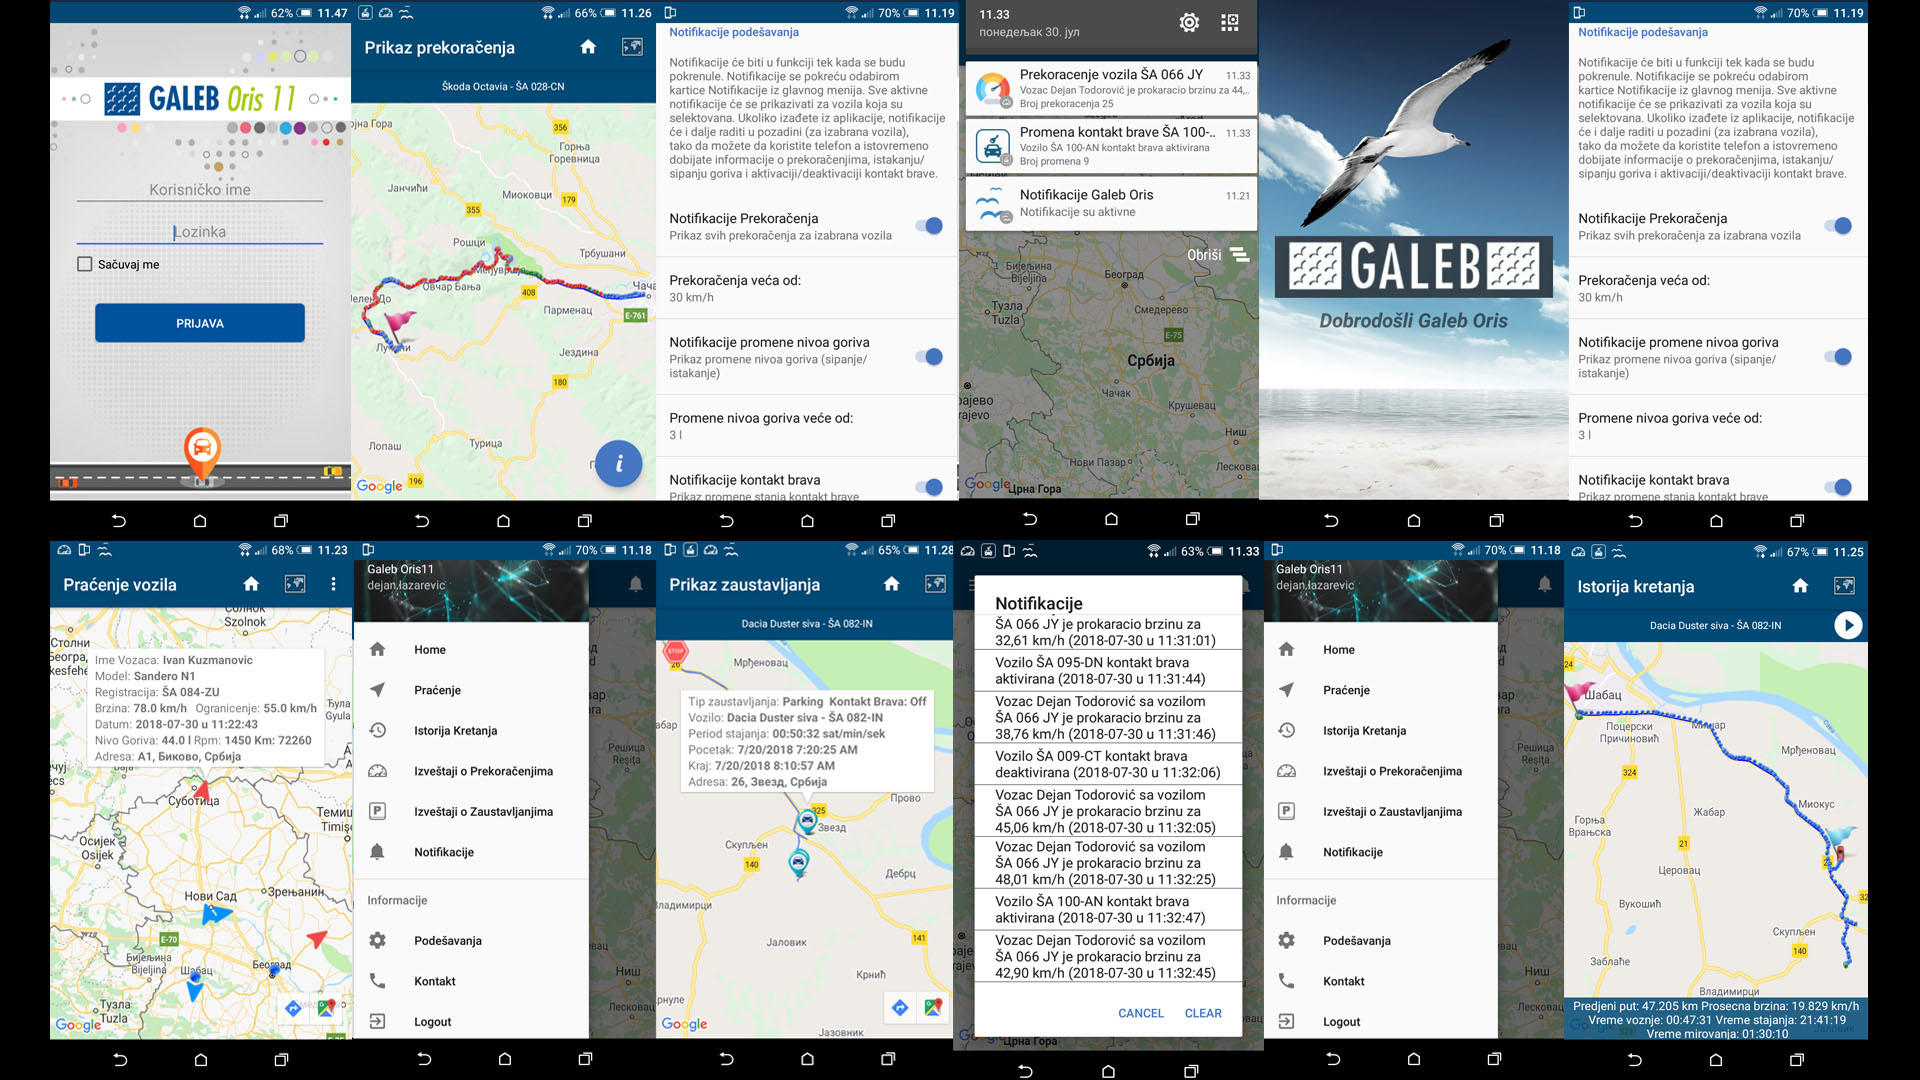 62% 11.47
GALEB Oris 11
Korisničko ime
Lozinka
Sačuvaj me
PRIJAVA
66% 11.26
Prikaz prekoračenja
Škoda Octavia - ŠA 028-CN
356
Горња
Горевница
Јанчићи
Миоковци
179
355
Рошци
Трбушани
Међуврш
Овчар Бања
408
Чача
Јелен До
E-761
Парменац
Лучани
Јездина
180
Лопаш
Турица
196
Google
i
70% 11.19
Notifikacije podešavanja
Notifikacije će biti u funkciji tek kada se budu
pokrenule. Notifikacije se pokreću odabirom
kartice Notifikacije iz glavnog menija. Sve aktivne
notifikacije će se prikazivati za vozila koja su
selektovana. Ukoliko izađete iz aplikacije, notifikacije
će i dalje raditi u pozadini (za izabrana vozila),
tako da možete da koristite telefon a istovremeno
dobijate informacije o prekoračenjima, istakanju/
sipanju goriva i aktivaciji/deaktivaciji kontakt brave.
Notifikacije Prekoračenja
Prikaz svih prekoračenja za izabrana vozila
Prekoračenja veća od:
30 km/h
Notifikacije promene nivoa goriva
Prikaz promene nivoa goriva (sipanje/
istakanje)
Promene nivoa goriva veće od:
3 l
Notifikacije kontakt brava
Prikaz promene stanja kontakt brave
11.33
понедељак 30. јул
Prekoracenje vozila ŠA 066 JY 11.33
Vozac Dejan Todorović je prokaracio brzinu za 44,..
Broj prekoracenja 25
Promena kontakt brave ŠA 100-.. 11.33
Vozilo ŠA 100-AN kontakt brava aktivirana
Broj promena 9
Notifikacije Galeb Oris 11.21
Notifikacije su aktivne
Obriši
Бијељина
Bijeljina
Београд
Тузла
Tuzla
Смедерево
E-75
Србија
Чачак
Крушевац
Ниш
Нови Пазар
Лесковац
Црна Гора
Google
GALEB
Dobrodošli Galeb Oris
70% 11.19
Notifikacije podešavanja
Notifikacije će biti u funkciji tek kada se budu
pokrenule. Notifikacije se pokreću odabirom
kartice Notifikacije iz glavnog menija. Sve aktivne
notifikacije će se prikazivati za vozila koja su
selektovana. Ukoliko izađete iz aplikacije, notifikacije
će i dalje raditi u pozadini (za izabrana vozila),
tako da možete da koristite telefon a istovremeno
dobijate informacije o prekoračenjima, istakanju/
sipanju goriva i aktivaciji/deaktivaciji kontakt brave.
Notifikacije Prekoračenja
Prikaz svih prekoračenja za izabrana vozila
Prekoračenja veća od:
30 km/h
Notifikacije promene nivoa goriva
Prikaz promene nivoa goriva (sipanje/
istakanje)
Promene nivoa goriva veće od:
3 l
Notifikacije kontakt brava
Prikaz promene stanja kontakt brave
68% 11.23
Praćenje vozila
Солнок
Szolnok
Ime Vozaca: Ivan Kuzmanovic
Model: Sandero N1
Registracija: ŠA 084-ZU
Brzina: 78.0 km/h Ogranicenje: 55.0 km/h
Datum: 2018-07-30 u 11:22:43
Nivo Goriva: 44.0 l Rpm: 1450 Km: 72260
Adresa: A1, Биково, Србија
Суботица
Осијек
Osijek
Нови Сад
Зрењанин
E-70
Бијељина
Bijeljina
Шабац
Београд
Тузла
Tuzla
Google
70% 11.18
Galeb Oris11
dejan.lazarevic
Home
Praćenje
Istorija Kretanja
Izveštaji o Prekoračenjima
Izveštaji o Zaustavljanjima
Notifikacije
Informacije
Podešavanja
Kontakt
Logout
65% 11.28
Prikaz zaustavljanja
Dacia Duster siva - ŠA 082-IN
STOP
26
Мрђеновац
Tip zaustavljanja: Parking Kontakt Brava: Off
Vozilo: Dacia Duster siva - ŠA 082-IN
Period stajanja: 00:50:32 sat/min/sek
Pocetak: 7/20/2018 7:20:25 AM
Kraj: 7/20/2018 8:10:57 AM
Adresa: 26, Звезд, Србија
Прово
325
Звезд
Скупљен
140
Дебрц
Владимирци
141
Јаловик
Крнић
Јазовник
Google
63% 11.33
Notifikacije
ŠA 066 JY je prokaracio brzinu za
32,61 km/h (2018-07-30 u 11:31:01)
Vozilo ŠA 095-DN kontakt brava
aktivirana (2018-07-30 u 11:31:44)
Vozac Dejan Todorović sa vozilom
ŠA 066 JY je prokaracio brzinu za
38,76 km/h (2018-07-30 u 11:31:46)
Vozilo ŠA 009-CT kontakt brava
deaktivirana (2018-07-30 u 11:32:06)
Vozac Dejan Todorović sa vozilom
ŠA 066 JY je prokaracio brzinu za
45,06 km/h (2018-07-30 u 11:32:05)
Vozac Dejan Todorović sa vozilom
ŠA 066 JY je prokaracio brzinu za
48,01 km/h (2018-07-30 u 11:32:25)
Vozilo ŠA 100-AN kontakt brava
aktivirana (2018-07-30 u 11:32:47)
Vozac Dejan Todorović sa vozilom
ŠA 066 JY je prokaracio brzinu za
42,90 km/h (2018-07-30 u 11:32:45)
CANCEL CLEAR
Црна Гора
70% 11.18
Galeb Oris11
dejan.lazarevic
Home
Praćenje
Istorija Kretanja
Izveštaji o Prekoračenjima
Izveštaji o Zaustavljanjima
Notifikacije
Informacije
Podešavanja
Kontakt
Logout
67% 11.25
Istorija kretanja
Dacia Duster siva - ŠA 082-IN
24
Шабац
Мишар
Поцерски
Причиновић
Мрђеновац
324
Миокус
Горња
Врањска
Жабар
21
Церовац
Вукошић
Скупљен
140
Заблаће
Владимирци
Predjeni put: 47.205 km Prosecna brzina: 19.829 km/h
Vreme voznje: 00:47:31 Vreme stajanja: 21:41:19
Vreme mirovanja: 01:30:10